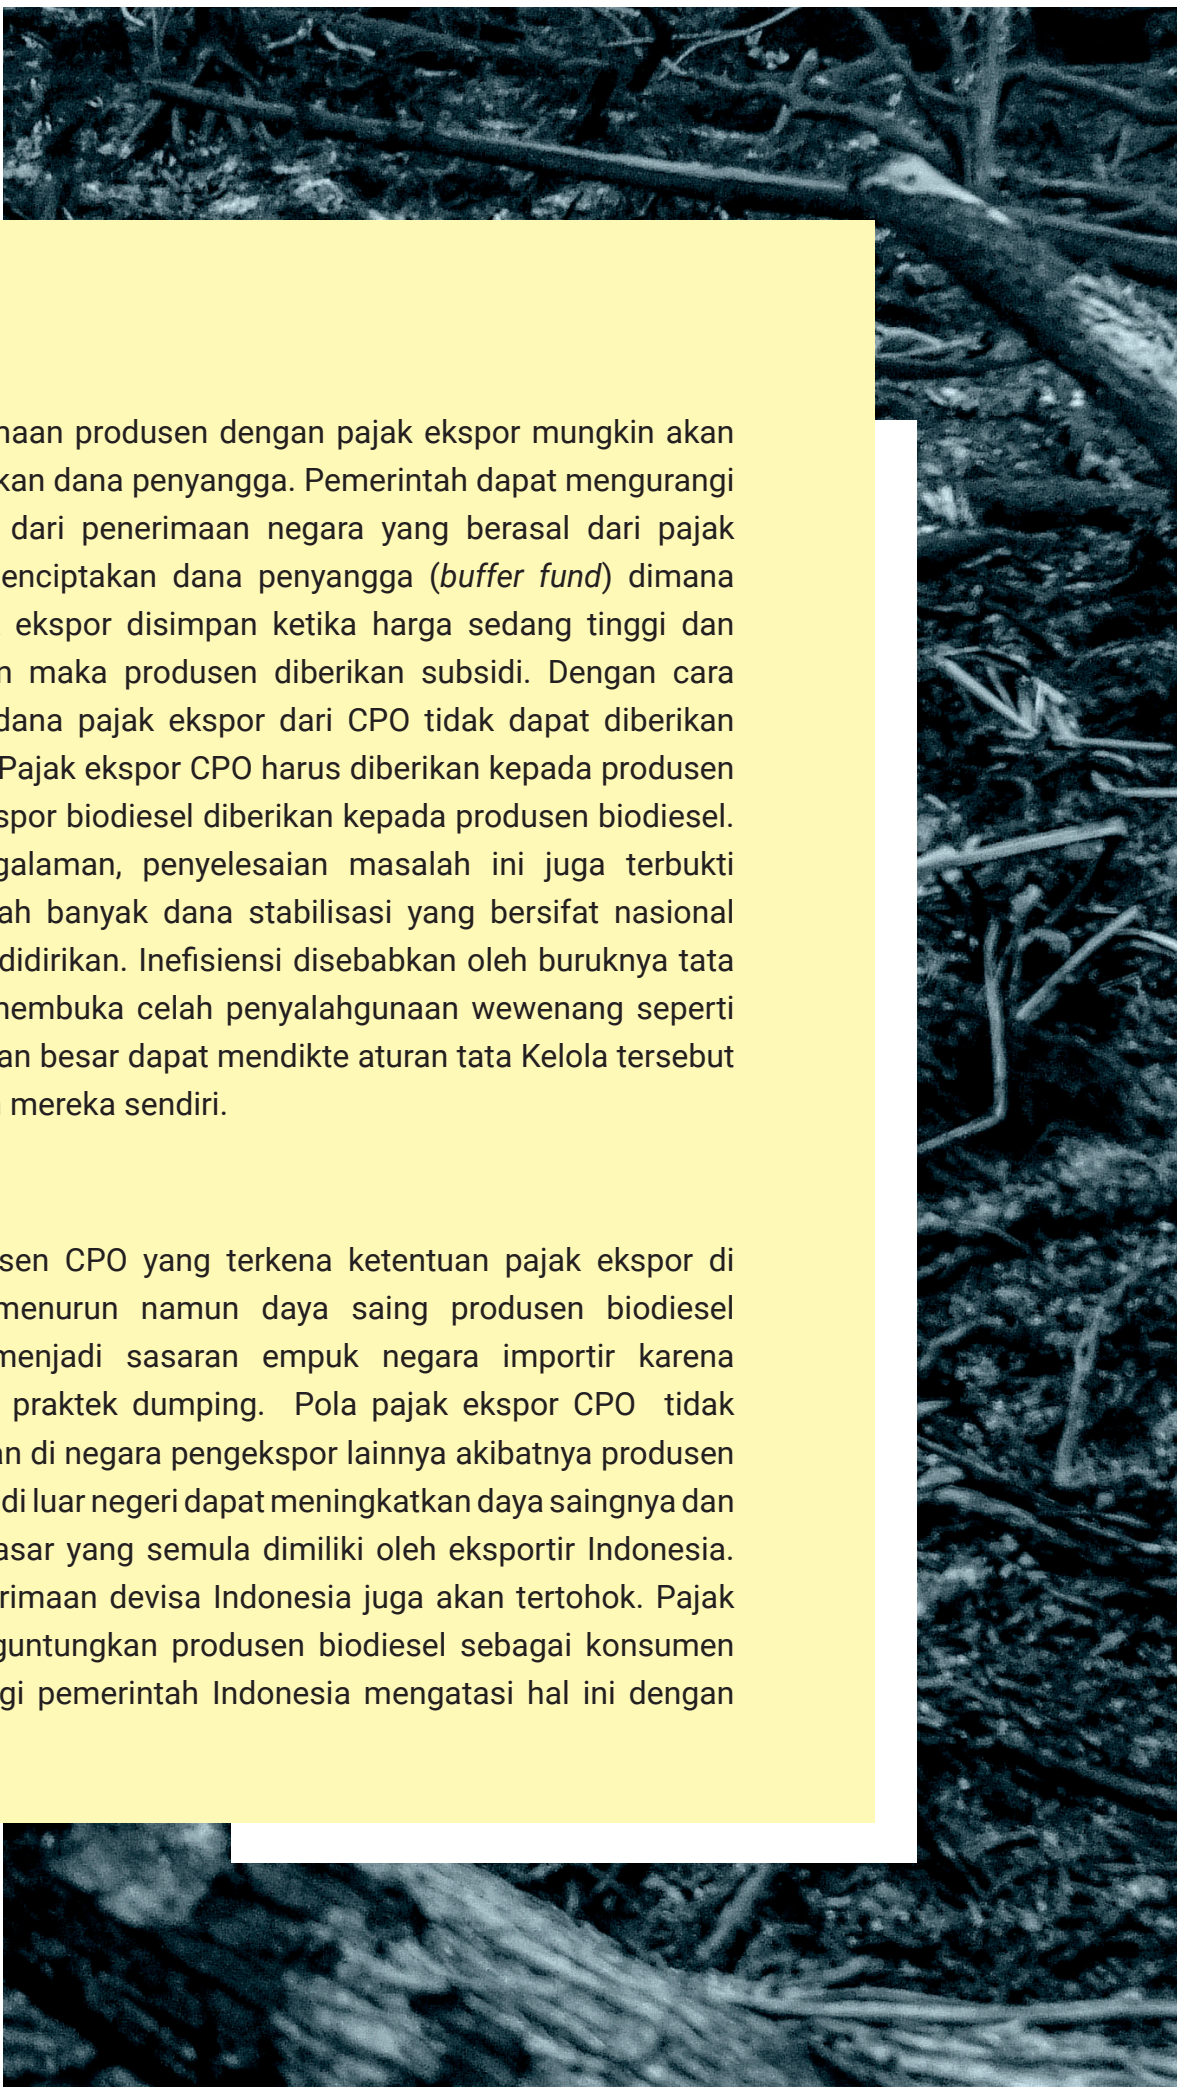 naan produsen dengan pajak ekspor mungkin akan
kan dana penyangga. Pemerintah dapat mengurangi
dari penerimaan negara yang berasal dari pajak
enciptakan dana penyangga (buffer fund) dimana
ekspor disimpan ketika harga sedang tinggi dan
n maka produsen diberikan subsidi. Dengan cara
dana pajak ekspor dari CPO tidak dapat diberikan
Pajak ekspor CPO harus diberikan kepada produsen
spor biodiesel diberikan kepada produsen biodiesel.
galaman, penyelesaian masalah ini juga terbukti
ah banyak dana stabilisasi yang bersifat nasional
didirikan. Inefisiensi disebabkan oleh buruknya tata
nembuka celah penyalahgunaan wewenang seperti
an besar dapat mendikte aturan tata Kelola tersebut
mereka sendiri.
sen CPO yang terkena ketentuan pajak ekspor di
menurun namun daya saing produsen biodiesel
menjadi sasaran empuk negara importir karena
praktek dumping. Pola pajak ekspor CPO tidak
an di negara pengekspor lainnya akibatnya produsen
di luar negeri dapat meningkatkan daya saingnya dan
asar yang semula dimiliki oleh eksportir Indonesia.
rimaan devisa Indonesia juga akan tertohok. Pajak
guntungkan produsen biodiesel sebagai konsumen
gi pemerintah Indonesia mengatasi hal ini dengan